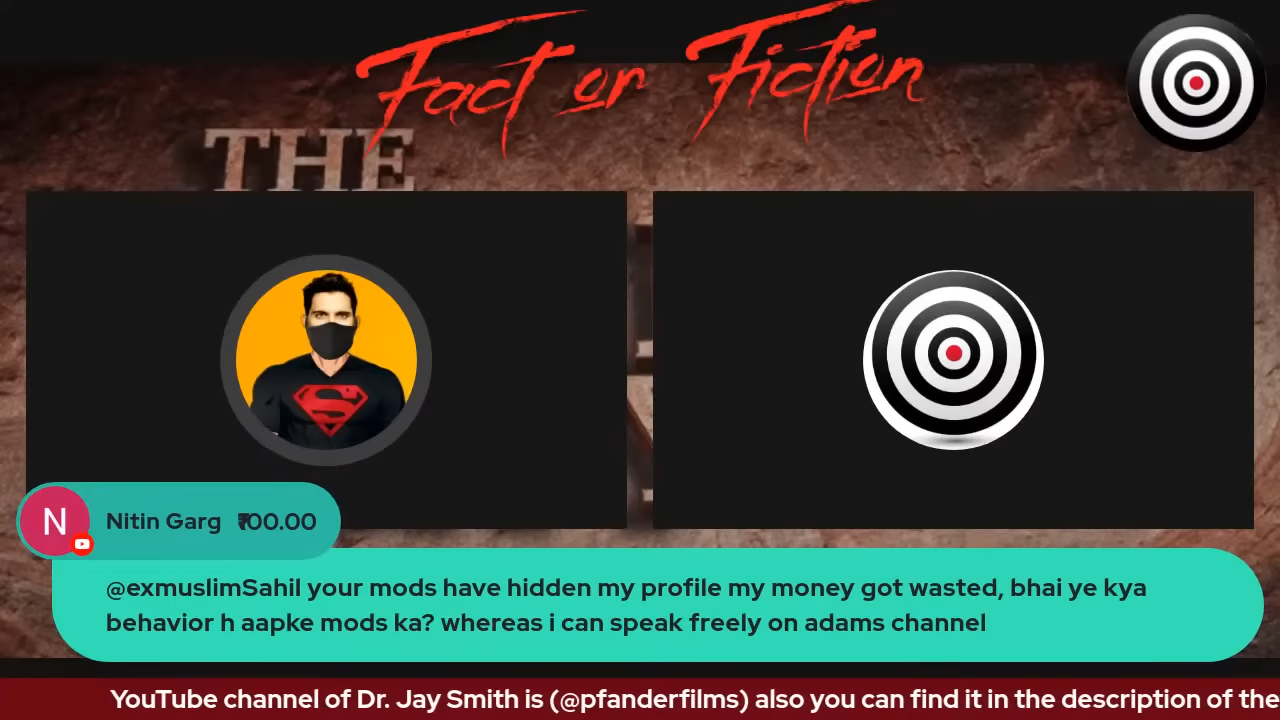 Fact or Fiction
THE
N
Nitin Garg ₹100.00
@exmuslimSahil your mods have hidden my profile my money got wasted, bhai ye kya
behavior h aapke mods ka? whereas i can speak freely on adams channel
YouTube channel of Dr. Jay Smith is (@pfanderfilms) also you can find it in the description of the